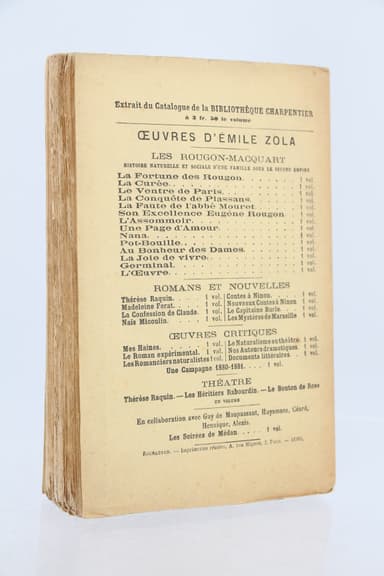 Extrait du Catalogue de la BIBLIOTHÈQUE CHARPENTIER
à 3 fr. 50 le volume
ŒUVRES D'ÉMILE ZOLA
LES ROUGON-MACQUART
HISTOIRE NATURELLE ET SOCIALE D'UNE FAMILLE SOUS LE SECOND EMPIRE
La Fortune des Rougon. 1 vol.
La Curée. 1 vol.
Le Ventre de Paris. 1 vol.
La Conquête de Plassans. 1 vol.
La Faute de l'abbé Mouret 1 vol.
Son Excellence Eugène Rougon 1 vol.
L'Assommoir. 1 vol.
Une Page d'Amour. 1 vol.
Nana. 1 vol.
Pot-Bouille. 1 vol.
Au Bonheur des Dames. 1 vol.
La Joie de vivre. 1 vol.
Germinal. 1 vol.
L'Œuvre. 1 vol.
ROMANS ET NOUVELLES
Thérèse Raquin. 1 vol. Contes à Ninon. 1 vol.
Madeleine Férat. 1 vol. Nouveaux Contes à Ninon 1 vol.
La Confession de Claude. 1 vol. Le Capitaine Burle. 1 vol.
Naïs Micoulin. 1 vol. Les Mystères de Marseille 1 vol.
ŒUVRES CRITIQUES
Mes Haines. 1 vol. Le Naturalisme au théâtre. 1 vol.
Le Roman expérimental. 1 vol. Nos Auteurs dramatiques 1 vol.
Les Romanciers naturalistes 1 vol. Documents littéraires. 1 vol.
Une Campagne 1880-1881. 1 vol.
THÉATRE
Thérèse Raquin. — Les Héritiers Rabourdin. — Le Bouton de Rose
UN VOLUME
En collaboration avec Guy de Maupassant, Huysmans, Céard,
Hennique, Alexis.
Les Soirées de Médan. 1 vol.
Imprimeries réunies, A, rue Mignon, 2, Paris.